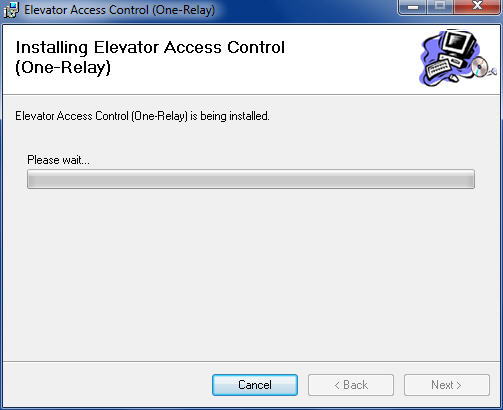 Elevator Access Control (One-Relay)
Installing Elevator Access Control
(One-Relay)
Elevator Access Control (One-Relay) is being installed.
Please wait...
Cancel
< Back
Next >